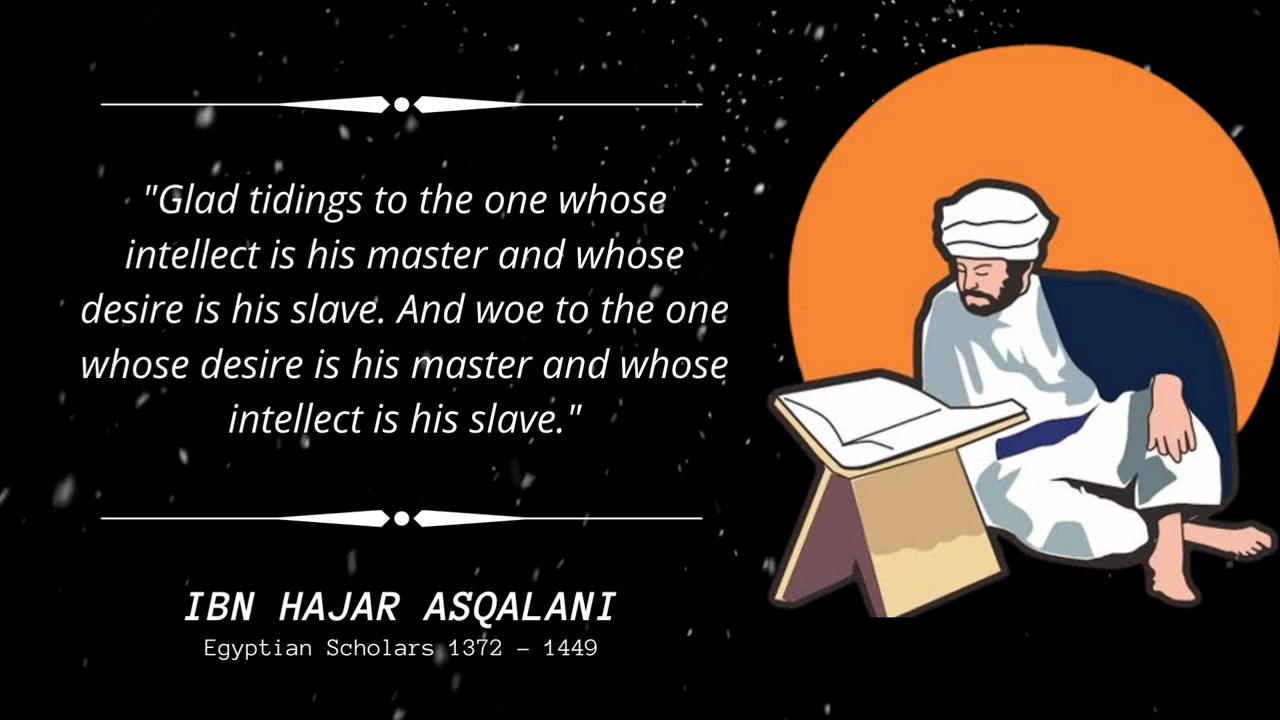 "Glad tidings to the one whose
intellect is his master and whose
desire is his slave. And woe to the one
whose desire is his master and whose
intellect is his slave."
IBN HAJAR ASQALANI
Egyptian Scholars 1372 – 1449